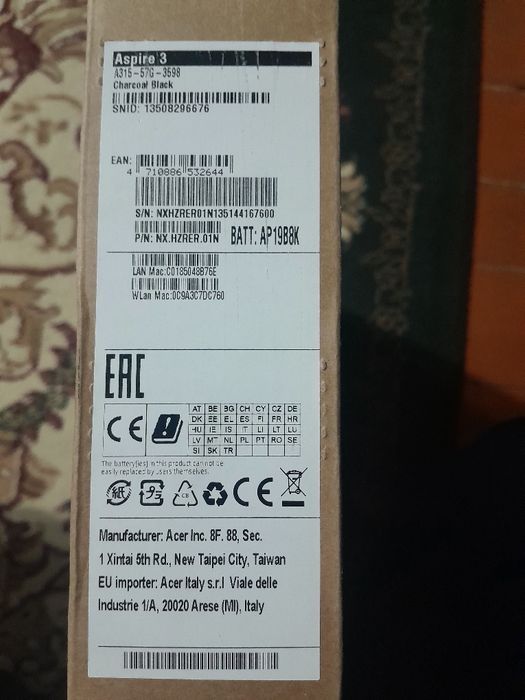 Aspire 3
A315-57G-3598
Charcoal Black
SNID: 13508296676
EAN:
4 710886 532644
S/N: NXHZRER01N135144167600
P/N: NX.HZRER.01N BATT: AP19B8K
LAN Mac:C0185048B76E
WLan Mac:0C9A3C7DC760
EAC
CE
AT BE BG CH CY CZ DE
DK EE EL ES FI FR HR
HU IE IS IT LI LT LU
LV MT NL PL PT RO SE
SI SK TR
The battery[ies] in this product cannot be
easily replaced by users themselves.
紙 プラ CB CE
Manufacturer: Acer Inc. 8F. 88, Sec.
1 Xintai 5th Rd., New Taipei City, Taiwan
EU importer: Acer Italy s.r.l Viale delle
Industrie 1/A, 20020 Arese (MI), Italy